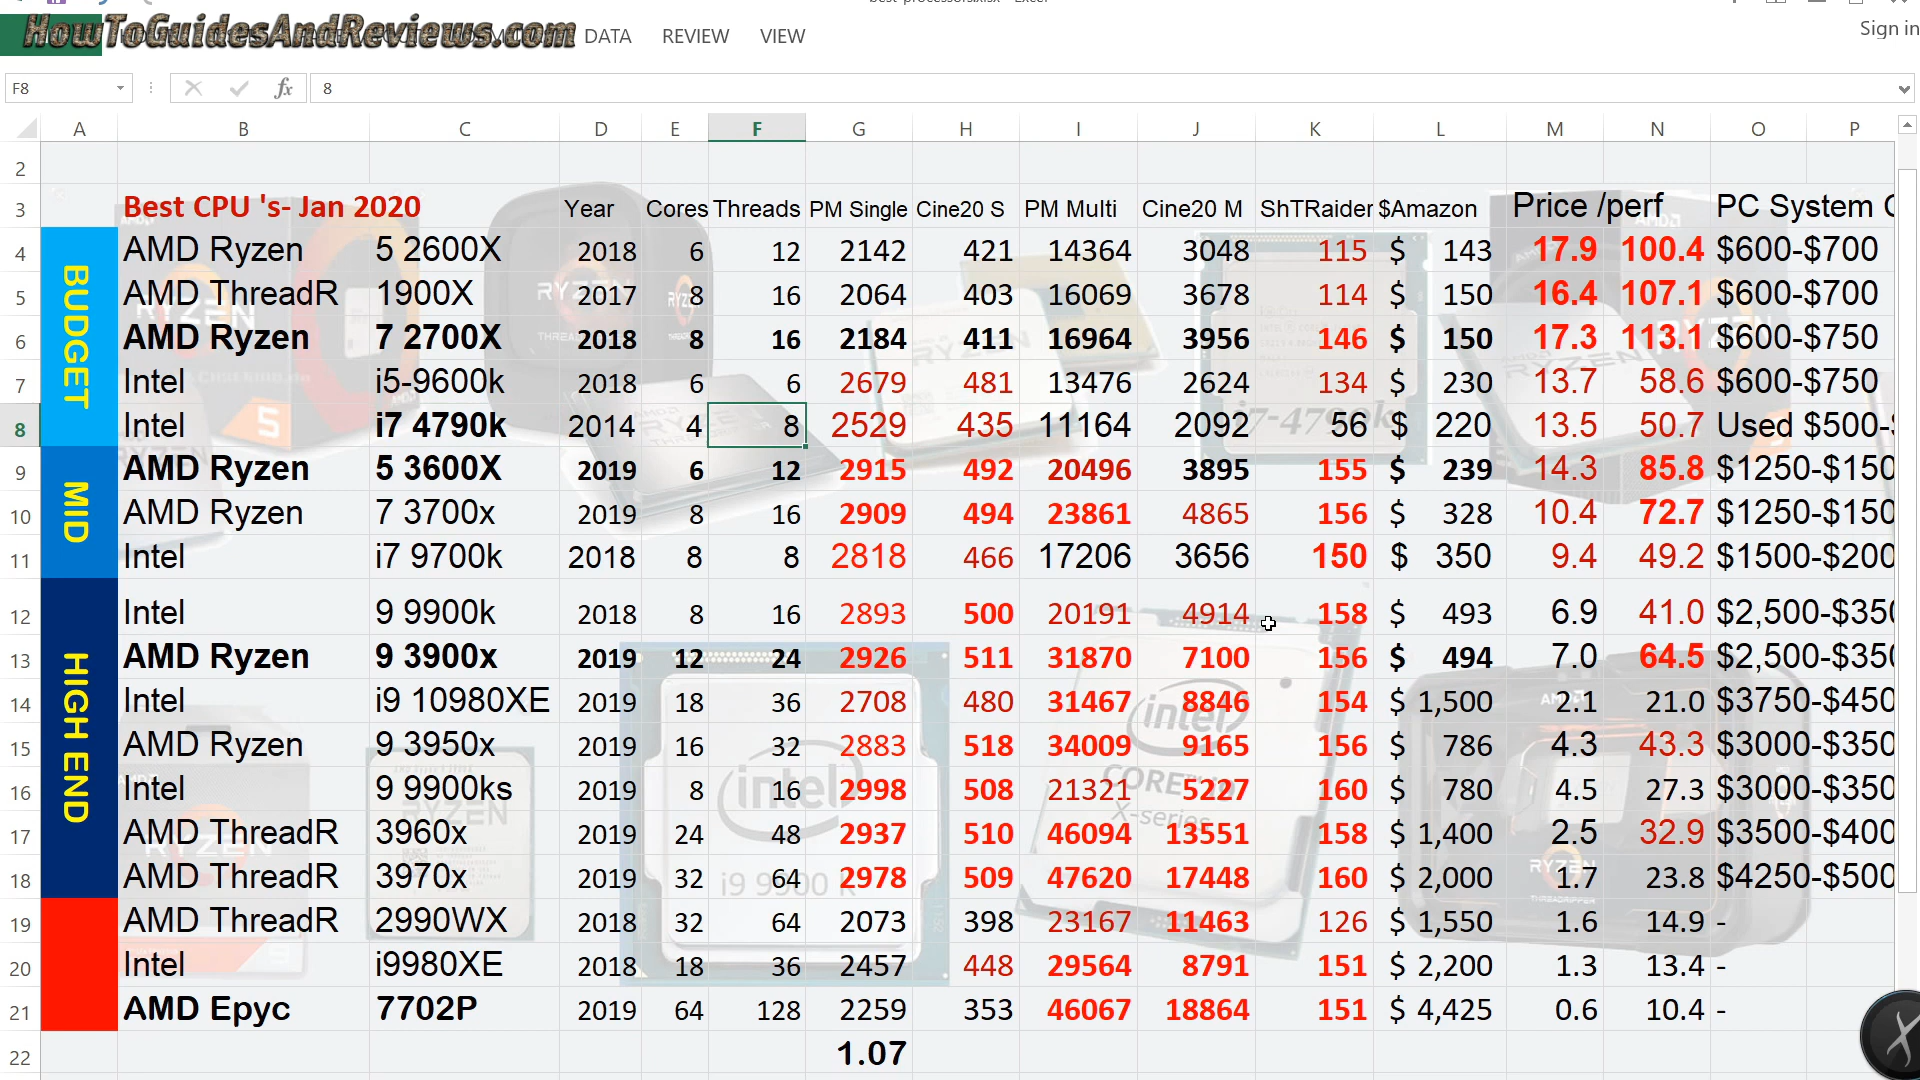 HowToGuidesAndReviews.com DATA REVIEW VIEW Sign in
F8 fx 8
A B C D E F G H I J K L M N O P
2
3 Best CPU 's- Jan 2020 Year Cores Threads PM Single Cine20 S PM Multi Cine20 M ShTRaider $Amazon Price /perf PC System C
BUDGET
4 AMD Ryzen 5 2600X 2018 6 12 2142 421 14364 3048 115 $ 143 17.9 100.4 $600-$700
5 AMD ThreadR 1900X 2017 8 16 2064 403 16069 3678 114 $ 150 16.4 107.1 $600-$700
6 AMD Ryzen 7 2700X 2018 8 16 2184 411 16964 3956 146 $ 150 17.3 113.1 $600-$750
7 Intel i5-9600k 2018 6 6 2679 481 13476 2624 134 $ 230 13.7 58.6 $600-$750
8 Intel i7 4790k 2014 4 8 2529 435 11164 2092 56 $ 220 13.5 50.7 Used $500-
MID
9 AMD Ryzen 5 3600X 2019 6 12 2915 492 20496 3895 155 $ 239 14.3 85.8 $1250-$150
10 AMD Ryzen 7 3700x 2019 8 16 2909 494 23861 4865 156 $ 328 10.4 72.7 $1250-$150
11 Intel i7 9700k 2018 8 8 2818 466 17206 3656 150 $ 350 9.4 49.2 $1500-$200
HIGH END
12 Intel 9 9900k 2018 8 16 2893 500 20191 4914 158 $ 493 6.9 41.0 $2,500-$350
13 AMD Ryzen 9 3900x 2019 12 24 2926 511 31870 7100 156 $ 494 7.0 64.5 $2,500-$350
14 Intel i9 10980XE 2019 18 36 2708 480 31467 8846 154 $ 1,500 2.1 21.0 $3750-$450
15 AMD Ryzen 9 3950x 2019 16 32 2883 518 34009 9165 156 $ 786 4.3 43.3 $3000-$350
16 Intel 9 9900ks 2019 8 16 2998 508 21321 5227 160 $ 780 4.5 27.3 $3000-$350
17 AMD ThreadR 3960x 2019 24 48 2937 510 46094 13551 158 $ 1,400 2.5 32.9 $3500-$400
18 AMD ThreadR 3970x 2019 32 64 2978 509 47620 17448 160 $ 2,000 1.7 23.8 $4250-$500
19 AMD ThreadR 2990WX 2018 32 64 2073 398 23167 11463 126 $ 1,550 1.6 14.9 -
20 Intel i9980XE 2018 18 36 2457 448 29564 8791 151 $ 2,200 1.3 13.4 -
21 AMD Epyc 7702P 2019 64 128 2259 353 46067 18864 151 $ 4,425 0.6 10.4 -
22 1.07